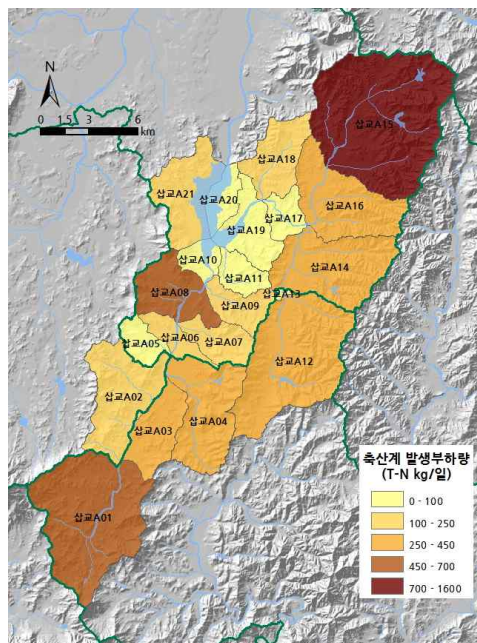 N
0 1.5 3 6
km
삽교A15
삽교A18
삽교A21
삽교A20
삽교A16
삽교A17
삽교A19
삽교A10
삽교A14
삽교A11
삽교A08
삽교A13
삽교A09
삽교A05
삽교A06
삽교A07
삽교A12
삽교A02
삽교A03
삽교A04
삽교A01
축산계 발생부하량
(T-N kg/일)
0 - 100
100 - 250
250 - 450
450 - 700
700 - 1600